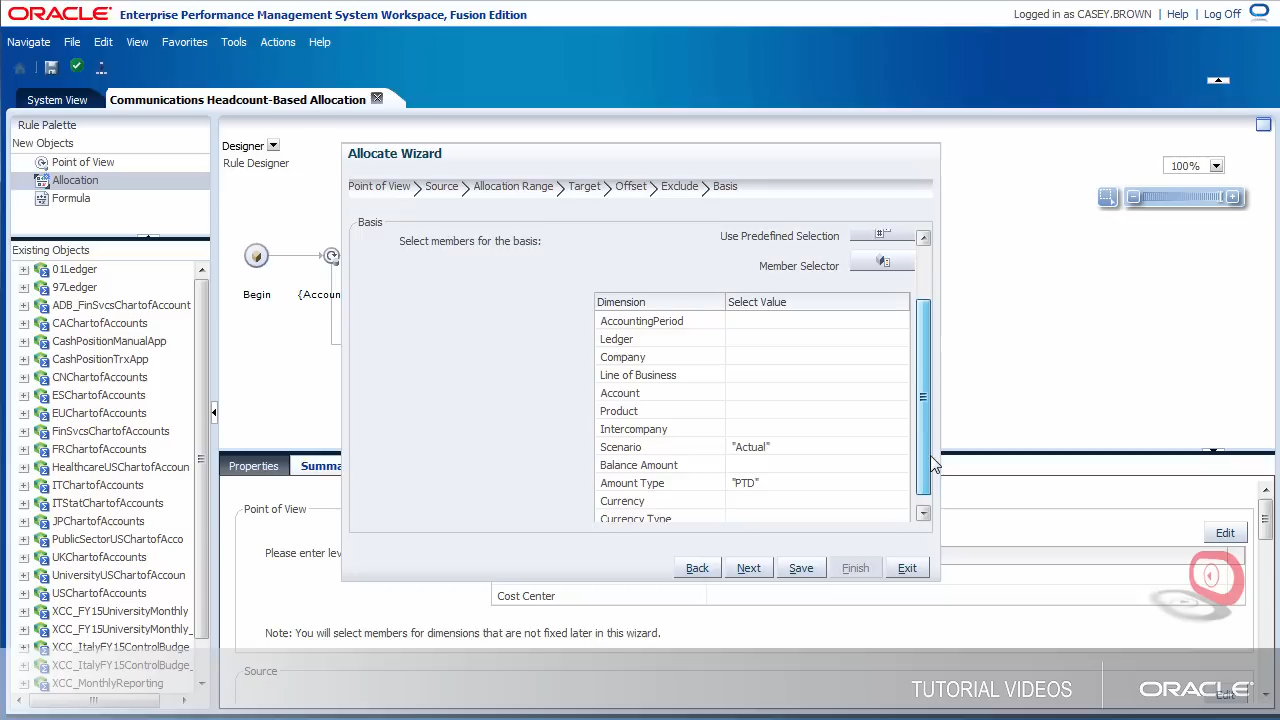 ORACLE® Enterprise Performance Management System Workspace, Fusion Edition
Logged in as CASEY.BROWN | Help | Log Off
Navigate File Edit View Favorites Tools Actions Help
System View
Communications Headcount-Based Allocation
Rule Palette
New Objects
Point of View
Allocation
Formula
Existing Objects
01Ledger
97Ledger
ADB_FinSvcsChartofAccount
CAChartofAccounts
CashPositionManualApp
CashPositionTrxApp
CNChartofAccounts
ESChartofAccounts
EUChartofAccounts
FinSvcsChartofAccounts
FRChartofAccounts
HealthcareUSChartofAccoun
ITChartofAccounts
ITStatChartofAccounts
JPChartofAccounts
PublicSectorUSChartofAcco
UKChartofAccounts
UniversityUSChartofAccoun
USChartofAccounts
XCC_FY15UniversityMonthly
XCC_FY15UniversityMonthly_
XCC_ItalyFY15ControlBudge
XCC_ItalyFY15ControlBudget_
XCC_MonthlyReporting
Designer
Rule Designer
100%
Begin
{Accoun
Allocate Wizard
Point of View Source Allocation Range Target Offset Exclude Basis
Basis
Select members for the basis:
Use Predefined Selection
Member Selector
Dimension Select Value
AccountingPeriod
Ledger
Company
Line of Business
Account
Product
Intercompany
Scenario "Actual"
Balance Amount
Amount Type "PTD"
Currency
Currency Type
Back Next Save Finish Exit
Properties Summa
Point of View
Edit
Please enter lev
Cost Center
Note: You will select members for dimensions that are not fixed later in this wizard.
Source
Edit
TUTORIAL VIDEOS
ORACLE®